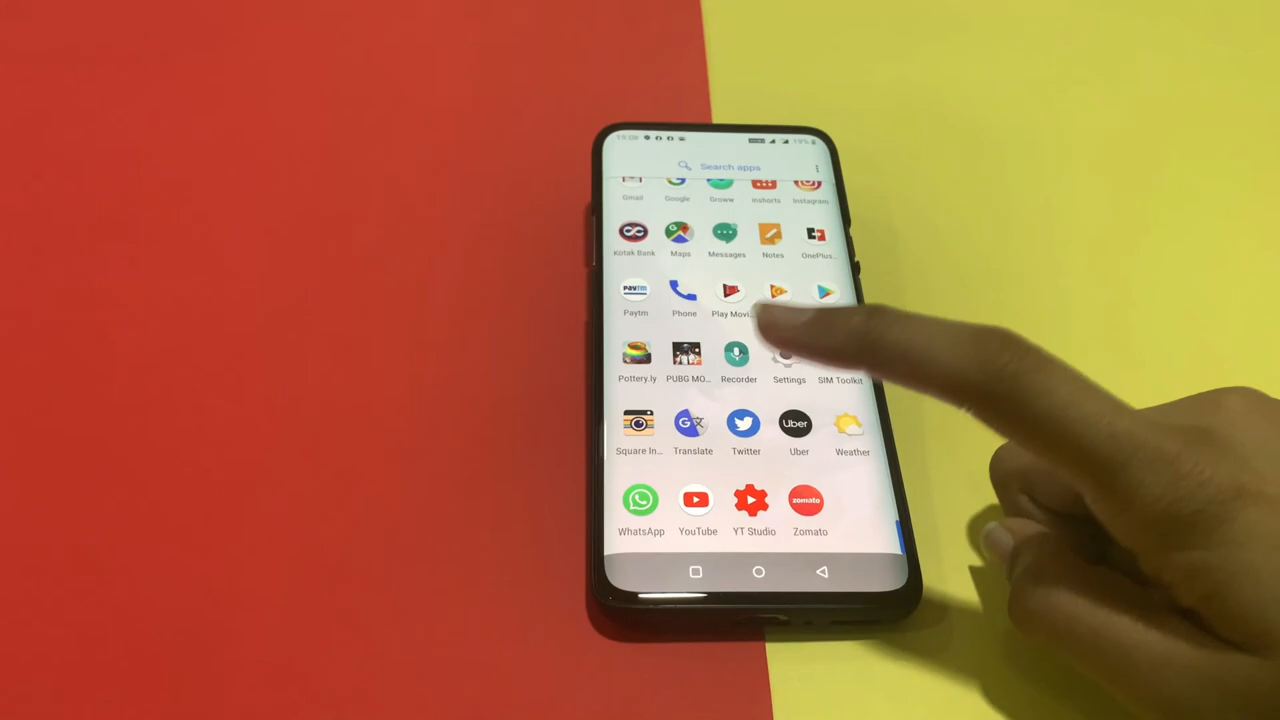 Search apps
Gmail Google Groww inshorts Instagram
Kotak Bank Maps Messages Notes OnePlus...
PAYTM
Paytm Phone Play Movi...
Pottery.ly PUBG MO... Recorder Settings SIM Toolkit
Uber
Square In... Translate Twitter Uber Weather
zomato
WhatsApp YouTube YT Studio Zomato